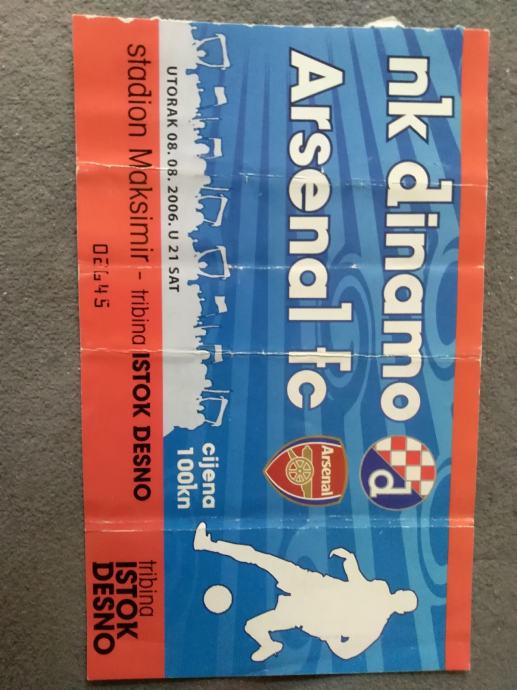 nk dinamo
Arsenal fc
Arsenal
d
UTORAK 08. 08. 2006. U 21 SAT
cijena
100kn
stadion Maksimir - tribina ISTOK DESNO
tribina
ISTOK
DESNO